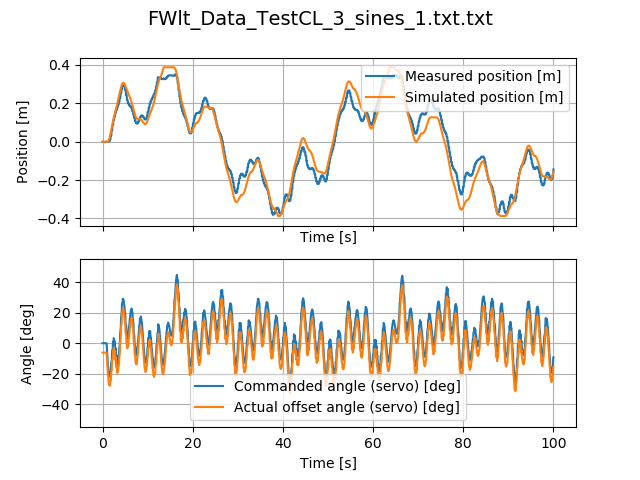 FWlt_Data_TestCL_3_sines_1.txt.txt
0.4
0.2
0.0
−0.2
−0.4
Position [m]
Measured position [m]
Simulated position [m]
Time [s]
40
20
0
−20
−40
Angle [deg]
Commanded angle (servo) [deg]
Actual offset angle (servo) [deg]
0 20 40 60 80 100
Time [s]